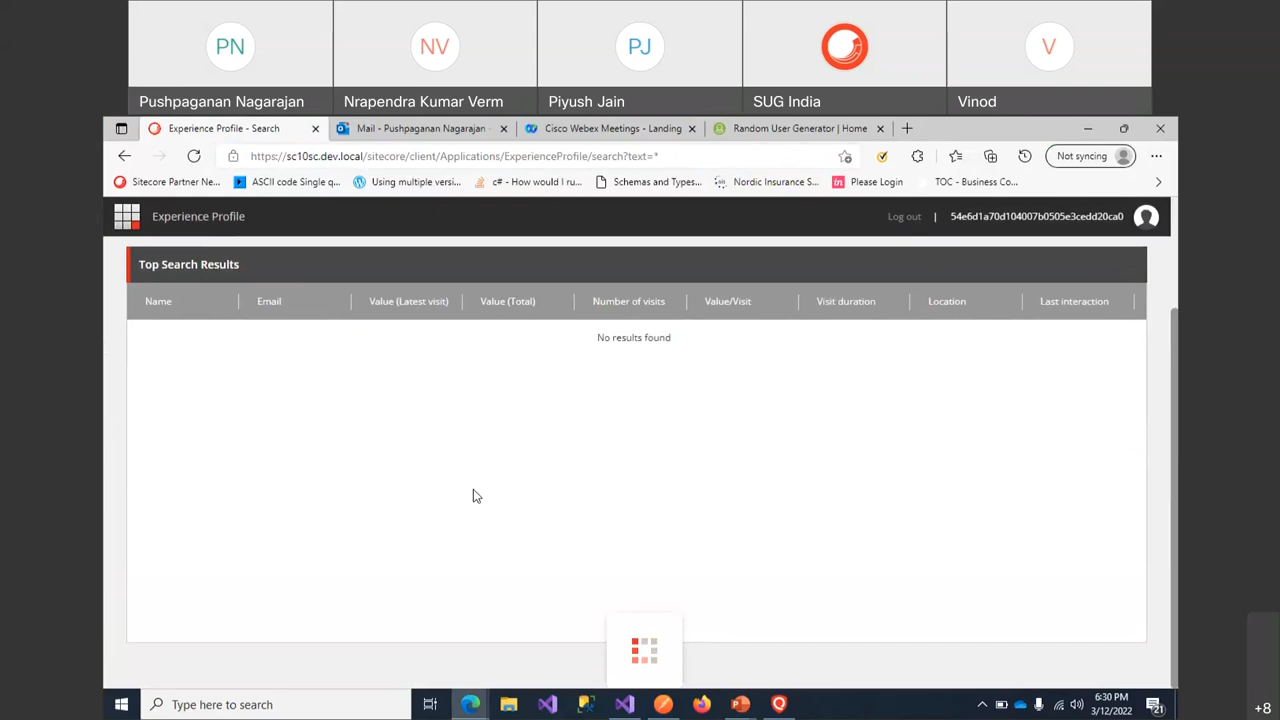 PN
NV
PJ
V
Pushpaganan Nagarajan
Nrapendra Kumar Verm
Piyush Jain
SUG India
Vinod
Experience Profile - Search
Mail - Pushpaganan Nagarajan -
Cisco Webex Meetings - Landing
Random User Generator | Home
https://sc10sc.dev.local/sitecore/client/Applications/ExperienceProfile/search?text=*
Not syncing
Sitecore Partner Ne...
ASCII code Single q...
Using multiple versi...
c# - How would I ru...
Schemas and Types...
Nordic Insurance S...
in
Please Login
TOC - Business Co...
Experience Profile
Log out
|
54e6d1a70d104007b0505e3cedd20ca0
Top Search Results
Name
Email
Value (Latest visit)
Value (Total)
Number of visits
Value/Visit
Visit duration
Location
Last interaction
No results found
Type here to search
6:30 PM
3/12/2022
21
+8